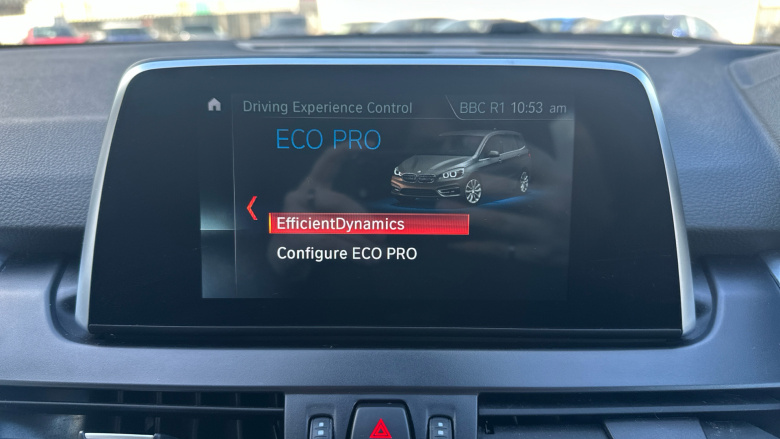 Driving Experience Control
BBC R1 10:53 am
ECO PRO
EfficientDynamics
Configure ECO PRO